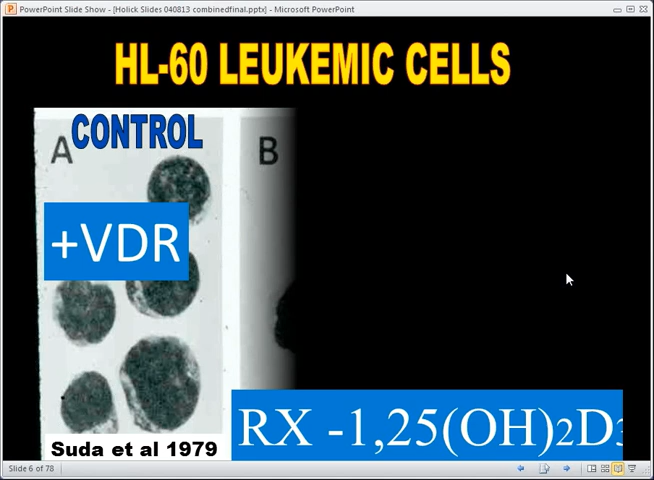 PowerPoint Slide Show - [Holick Slides 040813 combinedfinal.pptx] - Microsoft PowerPoint
HL-60 LEUKEMIC CELLS
CONTROL
A
B
+VDR
RX -1,25(OH)2D3
Suda et al 1979
Slide 6 of 78